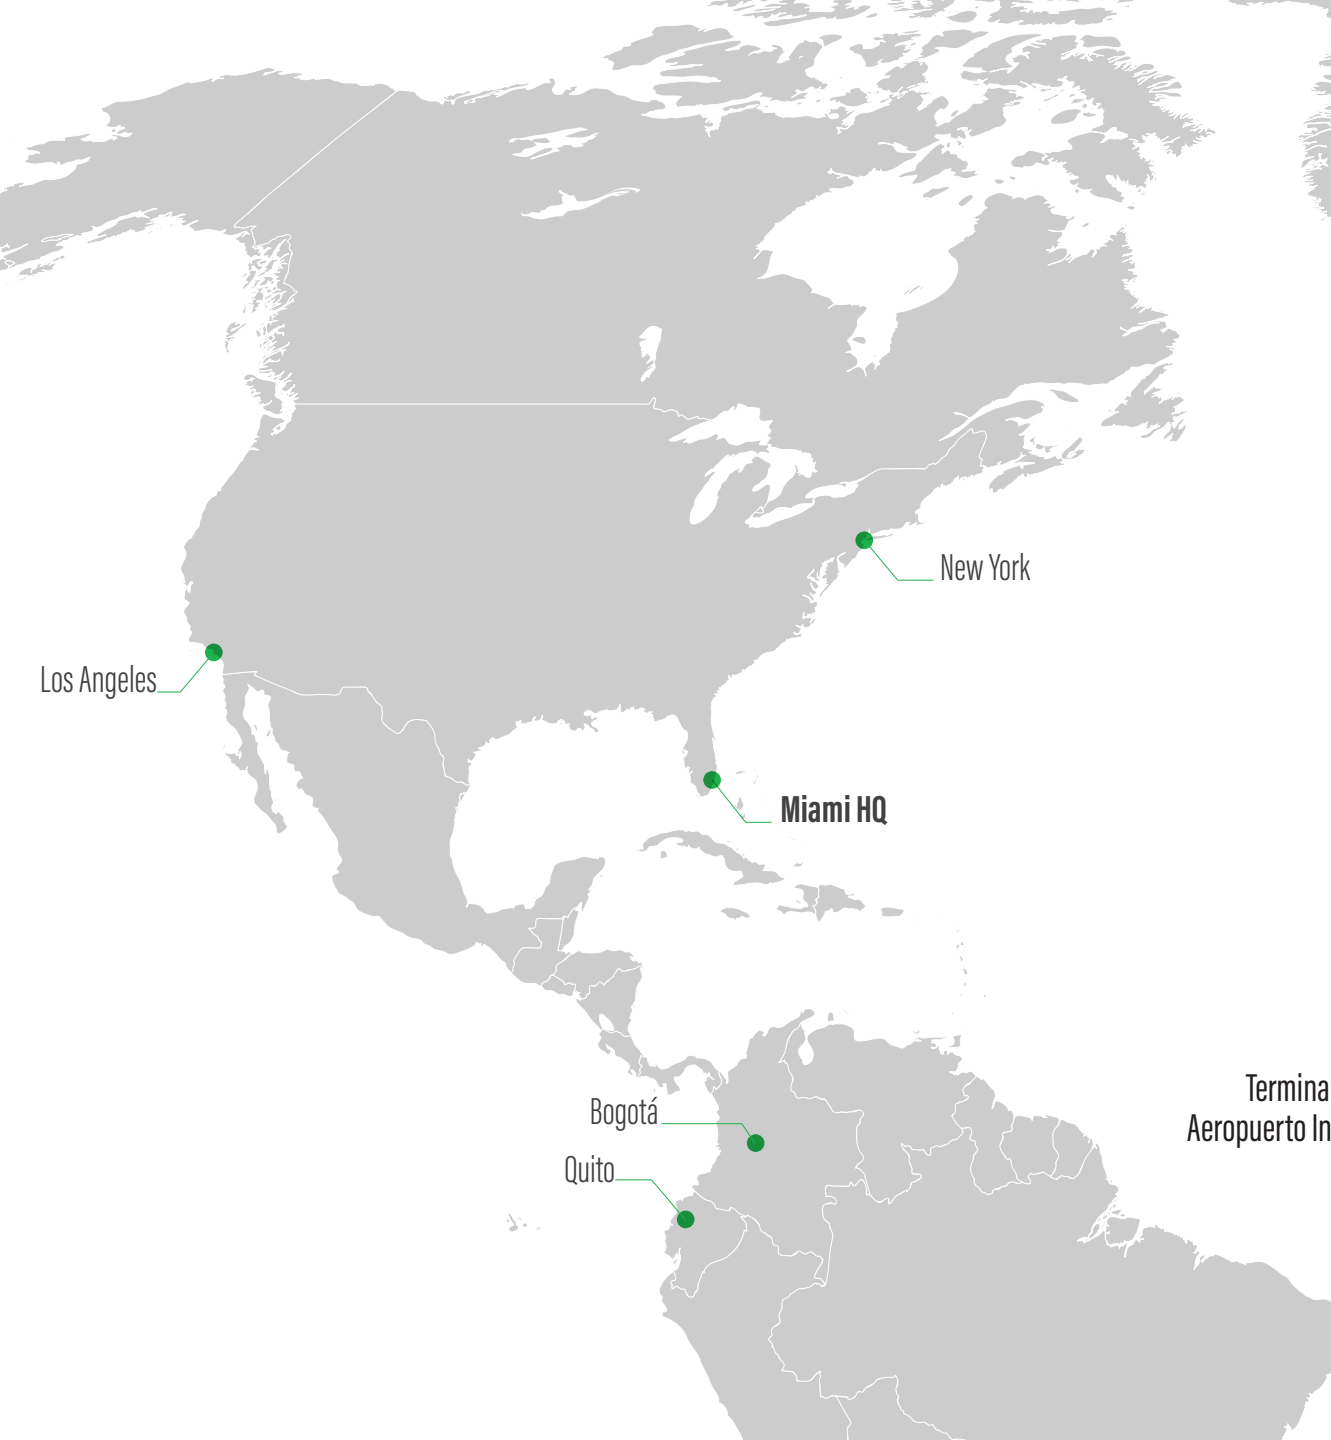 New York
Los Angeles
Miami HQ
Bogotá
Quito
Termina
Aeropuerto In